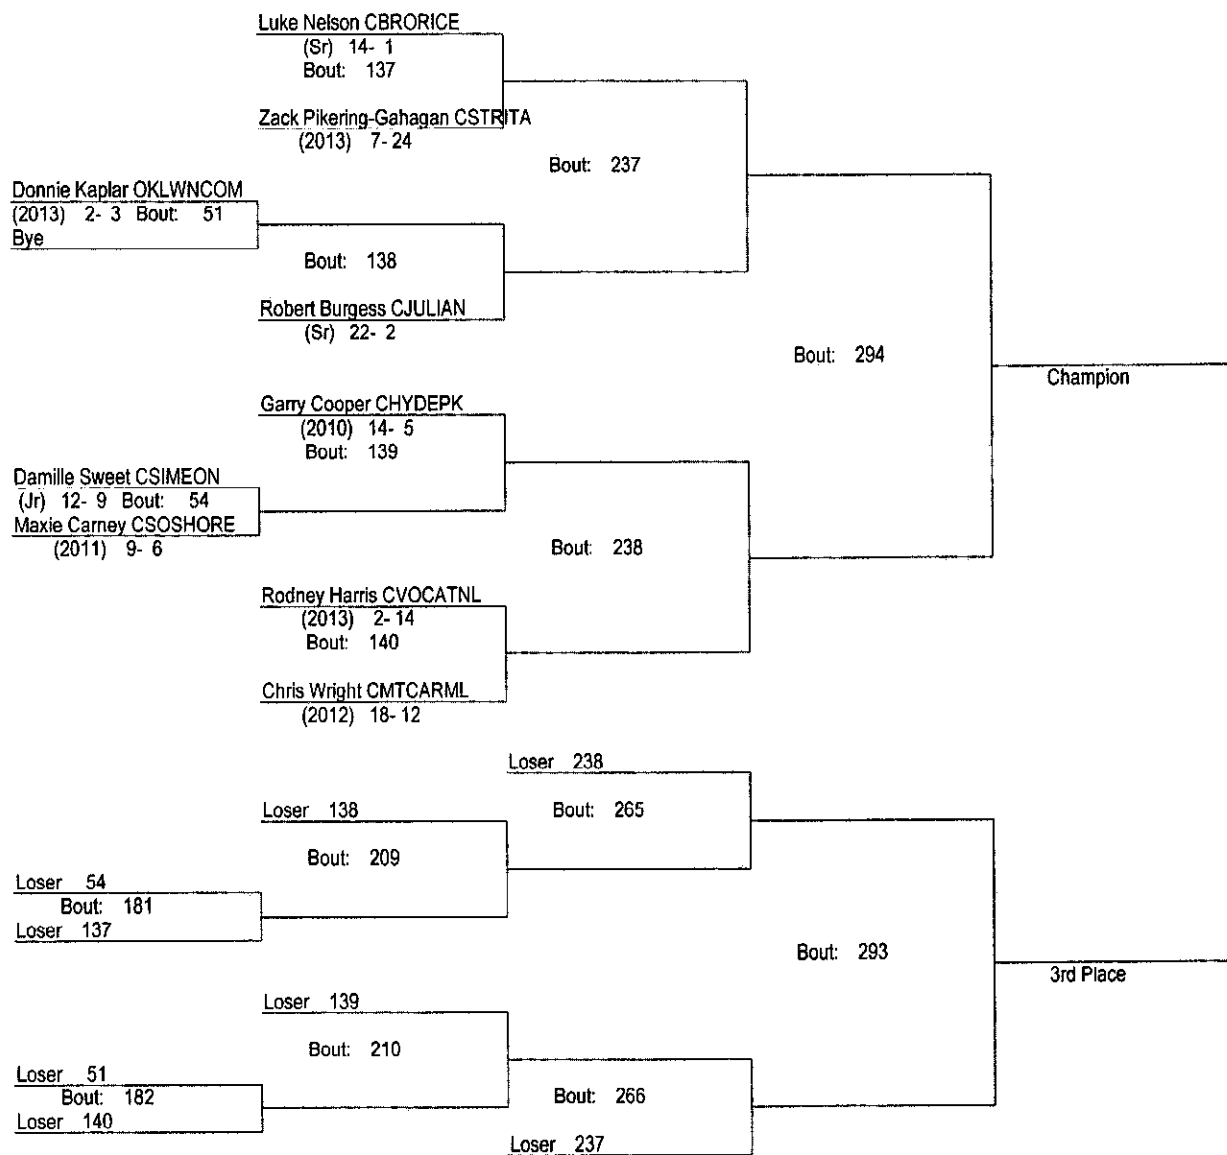 Luke Nelson CBRORICE
(Sr) 14- 1
Bout: 137
Zack Pikering-Gahagan CSTRITA
(2013) 7- 24
Bout: 237
Donnie Kaplar OKLWNCOM
(2013) 2- 3 Bout: 51
Bye
Bout: 138
Robert Burgess CJULIAN
(Sr) 22- 2
Bout: 294
Champion
Garry Cooper CHYDEPK
(2010) 14- 5
Bout: 139
Damille Sweet CSIMEON
(Jr) 12- 9 Bout: 54
Maxie Carney CSOSHORE
(2011) 9- 6
Bout: 238
Rodney Harris CVOCATNL
(2013) 2- 14
Bout: 140
Chris Wright CMTCARML
(2012) 18- 12
Loser 238
Loser 138
Bout: 265
Bout: 209
Loser 54
Bout: 181
Loser 137
Bout: 293
3rd Place
Loser 139
Bout: 210
Loser 51
Bout: 182
Loser 140
Bout: 266
Loser 237